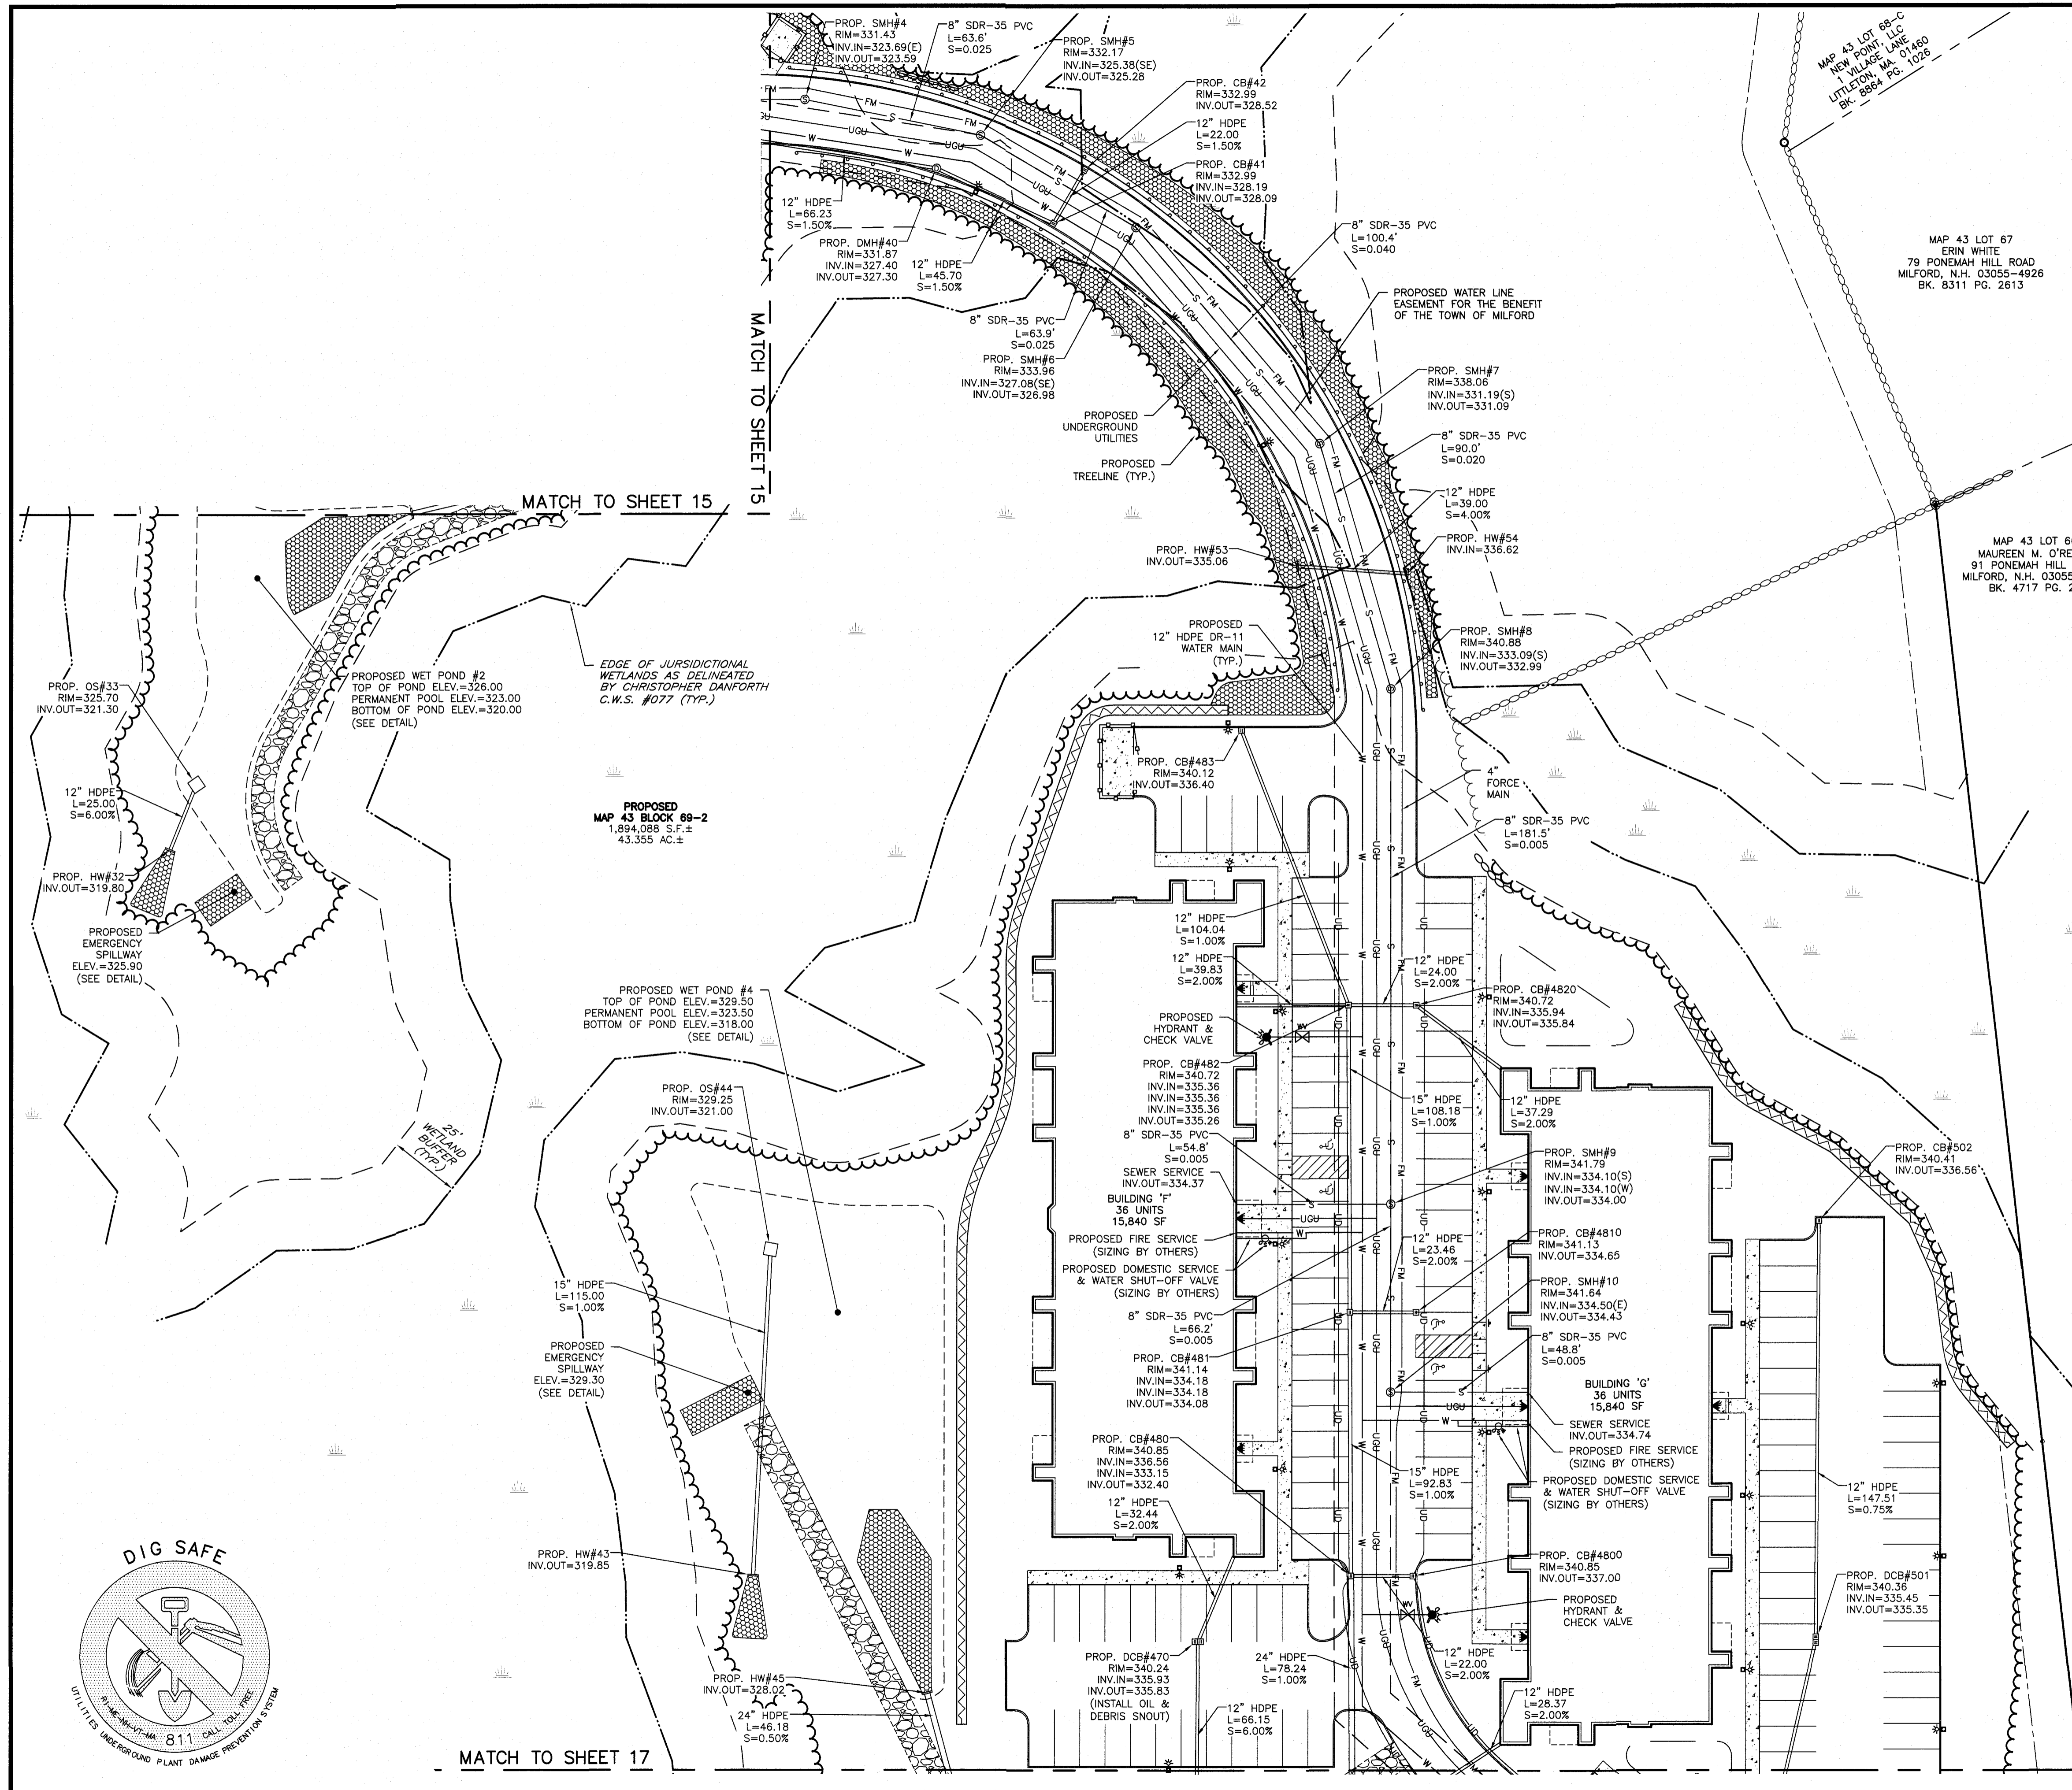 PROP. SMH#4
RIM=331.43
INV.IN=323.69(E)
INV.OUT=323.59
8" SDR-35 PVC
L=63.6'
S=0.025
PROP. SMH#5
RIM=332.17
INV.IN=325.38(SE)
INV.OUT=325.28
PROP. CB#42
RIM=332.99
INV.OUT=328.52
12" HDPE
L=22.00
S=1.50%
PROP. CB#41
RIM=332.99
INV.IN=328.19
INV.OUT=328.09
MAP 43 LOT 68-C
NEW POINT, LLC
1 VILLAGE LANE
LITTLETON, MA. 01460
BK. 8864 PG. 1026
12" HDPE
L=66.23
S=1.50%
PROP. DMH#40
RIM=331.87
INV.IN=327.40
INV.OUT=327.30
12" HDPE
L=45.70
S=1.50%
8" SDR-35 PVC
L=100.4'
S=0.040
MAP 43 LOT 67
ERIN WHITE
79 PONEMAH HILL ROAD
MILFORD, N.H. 03055-4926
BK. 8311 PG. 2613
PROPOSED WATER LINE
EASEMENT FOR THE BENEFIT
OF THE TOWN OF MILFORD
8" SDR-35 PVC
L=63.9'
S=0.025
PROP. SMH#6
RIM=333.96
INV.IN=327.08(SE)
INV.OUT=326.98
MATCH TO SHEET 15
PROP. SMH#7
RIM=338.06
INV.IN=331.19(S)
INV.OUT=331.09
PROPOSED
UNDERGROUND
UTILITIES
PROPOSED
TREELINE (TYP.)
8" SDR-35 PVC
L=90.0'
S=0.020
12" HDPE
L=39.00
S=4.00%
MATCH TO SHEET 15
PROP. HW#53
INV.OUT=335.06
PROP. HW#54
INV.IN=336.62
MAP 43 LOT 6
MAUREEN M. O'RE
91 PONEMAH HILL
MILFORD, N.H. 03055
BK. 4717 PG. 2
PROPOSED
12" HDPE DR-11
WATER MAIN
(TYP.)
PROP. SMH#8
RIM=340.88
INV.IN=333.09(S)
INV.OUT=332.99
EDGE OF JURSIDICTIONAL
WETLANDS AS DELINEATED
BY CHRISTOPHER DANFORTH
C.W.S. #077 (TYP.)
PROPOSED WET POND #2
TOP OF POND ELEV.=326.00
PERMANENT POOL ELEV.=323.00
BOTTOM OF POND ELEV.=320.00
(SEE DETAIL)
PROP. OS#33
RIM=325.70
INV.OUT=321.30
12" HDPE
L=25.00
S=6.00%
PROP. HW#32
INV.OUT=319.80
PROPOSED
EMERGENCY
SPILLWAY
ELEV.=325.90
(SEE DETAIL)
PROPOSED
MAP 43 BLOCK 69-2
1,894,088 S.F.±
43.355 AC.±
PROP. CB#483
RIM=340.12
INV.OUT=336.40
4"
FORCE
MAIN
8" SDR-35 PVC
L=181.5'
S=0.005
12" HDPE
L=104.04
S=1.00%
12" HDPE
L=39.83
S=2.00%
12" HDPE
L=24.00
S=2.00%
PROP. CB#4820
RIM=340.72
INV.IN=335.94
INV.OUT=335.84
PROPOSED WET POND #4
TOP OF POND ELEV.=329.50
PERMANENT POOL ELEV.=323.50
BOTTOM OF POND ELEV.=318.00
(SEE DETAIL)
PROPOSED
HYDRANT &
CHECK VALVE
WV
PROP. CB#482
RIM=340.72
INV.IN=335.36
INV.IN=335.36
INV.IN=335.36
INV.OUT=335.26
15" HDPE
L=108.18
S=1.00%
12" HDPE
L=37.29
S=2.00%
PROP. OS#44
RIM=329.25
INV.OUT=321.00
25'
WETLAND
BUFFER
(TYP.)
8" SDR-35 PVC
L=54.8'
S=0.005
SEWER SERVICE
INV.OUT=334.37
BUILDING 'F'
36 UNITS
15,840 SF
PROP. SMH#9
RIM=341.79
INV.IN=334.10(S)
INV.IN=334.10(W)
INV.OUT=334.00
PROP. CB#502
RIM=340.41
INV.OUT=336.56
PROPOSED FIRE SERVICE
(SIZING BY OTHERS)
PROPOSED DOMESTIC SERVICE
& WATER SHUT-OFF VALVE
(SIZING BY OTHERS)
12" HDPE
L=23.46
S=2.00%
PROP. CB#4810
RIM=341.13
INV.OUT=334.65
15" HDPE
L=115.00
S=1.00%
8" SDR-35 PVC
L=66.2'
S=0.005
PROP. SMH#10
RIM=341.64
INV.IN=334.50(E)
INV.OUT=334.43
8" SDR-35 PVC
L=48.8'
S=0.005
PROPOSED
EMERGENCY
SPILLWAY
ELEV.=329.30
(SEE DETAIL)
PROP. CB#481
RIM=341.14
INV.IN=334.18
INV.IN=334.18
INV.OUT=334.08
BUILDING 'G'
36 UNITS
15,840 SF
SEWER SERVICE
INV.OUT=334.74
PROPOSED FIRE SERVICE
(SIZING BY OTHERS)
PROPOSED DOMESTIC SERVICE
& WATER SHUT-OFF VALVE
(SIZING BY OTHERS)
PROP. CB#480
RIM=340.85
INV.IN=336.56
INV.IN=333.15
INV.OUT=332.40
15" HDPE
L=92.83
S=1.00%
12" HDPE
L=147.51
S=0.75%
12" HDPE
L=32.44
S=2.00%
PROP. HW#43
INV.OUT=319.85
PROP. CB#4800
RIM=340.85
INV.OUT=337.00
PROPOSED
HYDRANT &
CHECK VALVE
WV
PROP. DCB#501
RIM=340.36
INV.IN=335.45
INV.OUT=335.35
PROP. DCB#470
RIM=340.24
INV.IN=335.93
INV.OUT=335.83
(INSTALL OIL &
DEBRIS SNOUT)
24" HDPE
L=78.24
S=1.00%
12" HDPE
L=22.00
S=2.00%
12" HDPE
L=66.15
S=6.00%
12" HDPE
L=28.37
S=2.00%
PROP. HW#45
INV.OUT=328.02
24" HDPE
L=46.18
S=0.50%
DIG SAFE
RI-ME-NH-VT-MA 811 CALL TOLL FREE
UTILITIES UNDERGROUND PLANT DAMAGE PREVENTION SYSTEM
MATCH TO SHEET 17